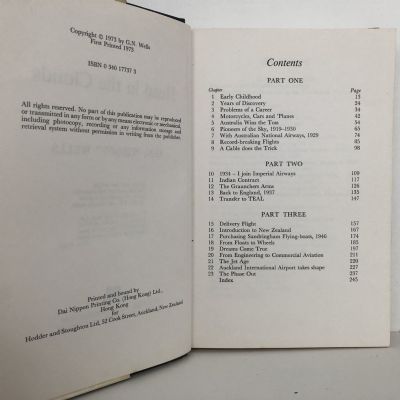 Copyright © 1973 by G.N. Wells
First Printed 1973
ISBN 0 340 17737 3
All rights reserved. No part of this publication may be reproduced
or transmitted in any form or by any means electronic or mechanical,
including photocopy, recording or any information storage and
retrieval system without permission in writing from the publisher.
Printed and bound by
Dai Nippon Printing Co. (Hong Kong) Ltd.
Hong Kong
for
Hodder and Stoughton Ltd, 52 Cook Street, Auckland, New Zealand
Contents
PART ONE
Chapter Page
1 Early Childhood 13
2 Years of Discovery 24
3 Problems of a Career 34
4 Motorcycles, Cars and 'Planes 42
5 Australia Wins the Toss 54
6 Pioneers of the Sky, 1919–1930 65
7 With Australian National Airways, 1929 74
8 Record-breaking Flights 85
9 A Cable does the Trick 98
PART TWO
10 1934 – I join Imperial Airways 109
11 Indian Contract 117
12 The Graunchem Arms 126
13 Back to England, 1937 135
14 Transfer to TEAL 147
PART THREE
15 Delivery Flight 157
16 Introduction to New Zealand 167
17 Purchasing Sandringham Flying-boats, 1946 174
18 From Floats to Wheels 185
19 Dreams Come True 197
20 From Engineering to Commercial Aviation 211
21 The Jet Age 220
22 Auckland International Airport takes shape 227
23 The Phase Out 237
Index 245